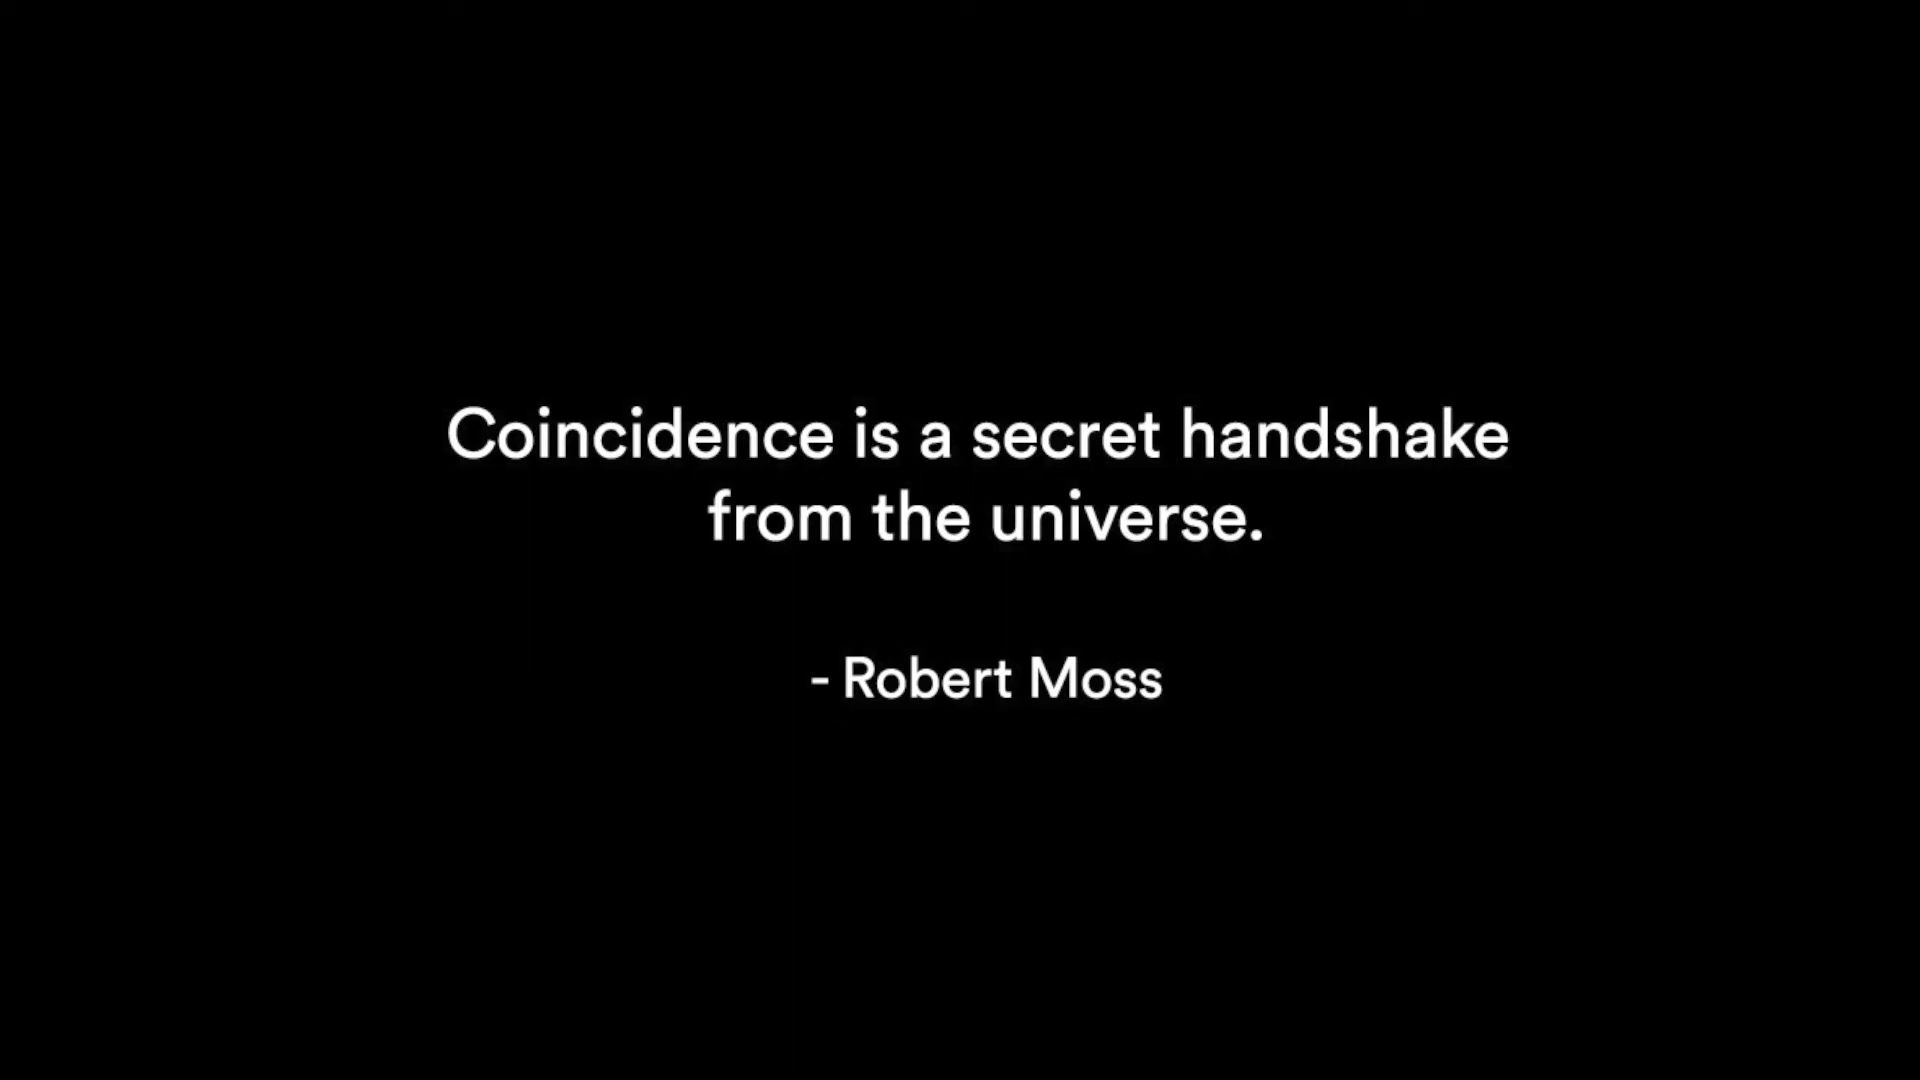 Coincidence is a secret handshake
from the universe.
- Robert Moss